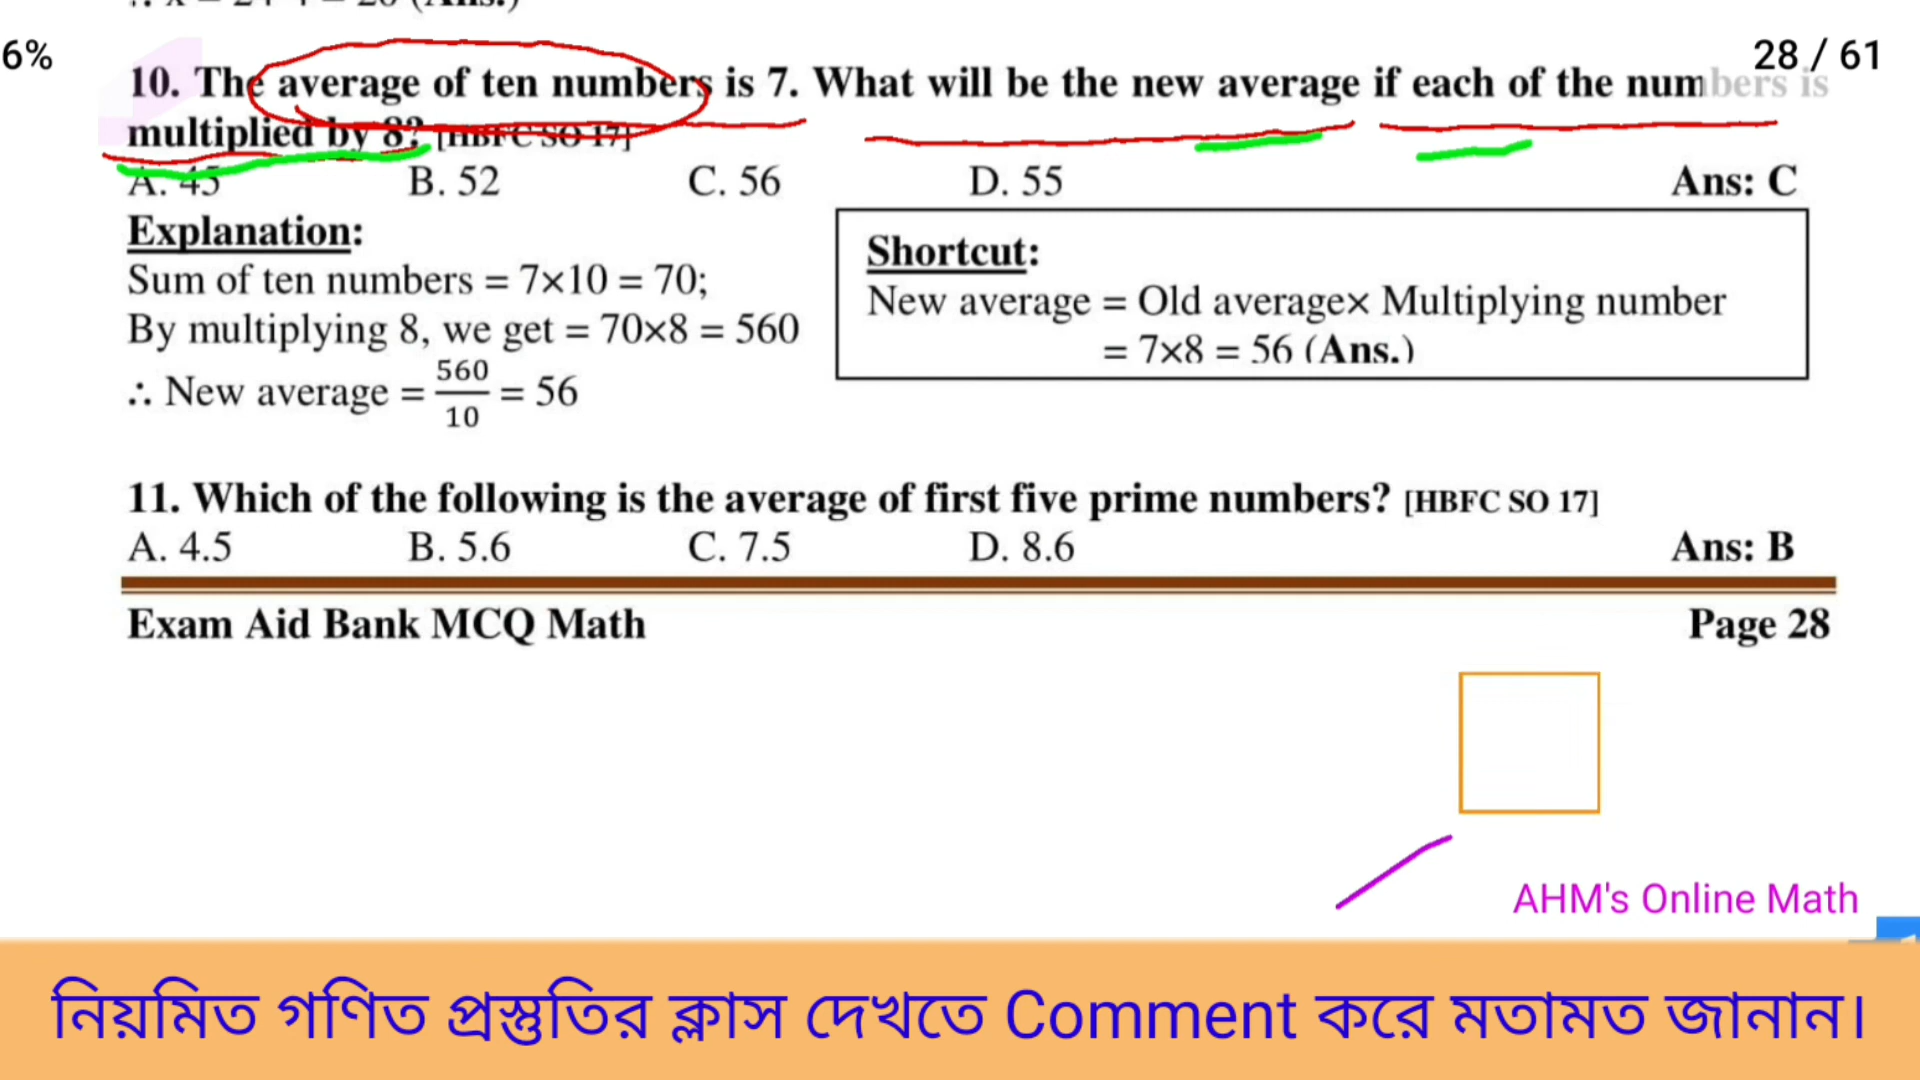 6%
28 / 61
10. The average of ten numbers is 7. What will be the new average if each of the numbers is
multiplied by 8? [HBFC SO 17]
A. 45 B. 52 C. 56 D. 55 Ans: C
Explanation:
Sum of ten numbers = 7×10 = 70;
By multiplying 8, we get = 70×8 = 560
∴ New average = 560/10 = 56
Shortcut:
New average = Old average× Multiplying number
= 7×8 = 56 (Ans.)
11. Which of the following is the average of first five prime numbers? [HBFC SO 17]
A. 4.5 B. 5.6 C. 7.5 D. 8.6 Ans: B
Exam Aid Bank MCQ Math Page 28
AHM's Online Math
নিয়মিত গণিত প্রস্তুতির ক্লাস দেখতে Comment করে মতামত জানান।